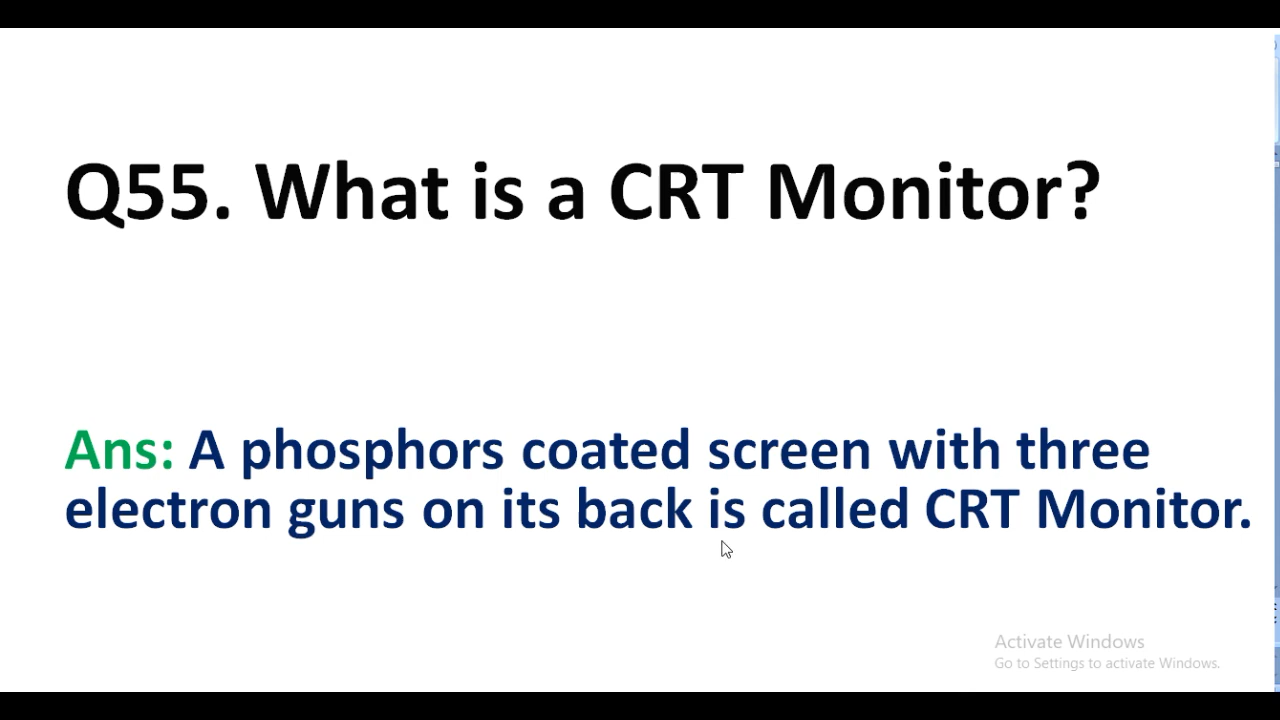 Q55. What is a CRT Monitor?
Ans: A phosphors coated screen with three
electron guns on its back is called CRT Monitor.
Activate Windows
Go to Settings to activate Windows.